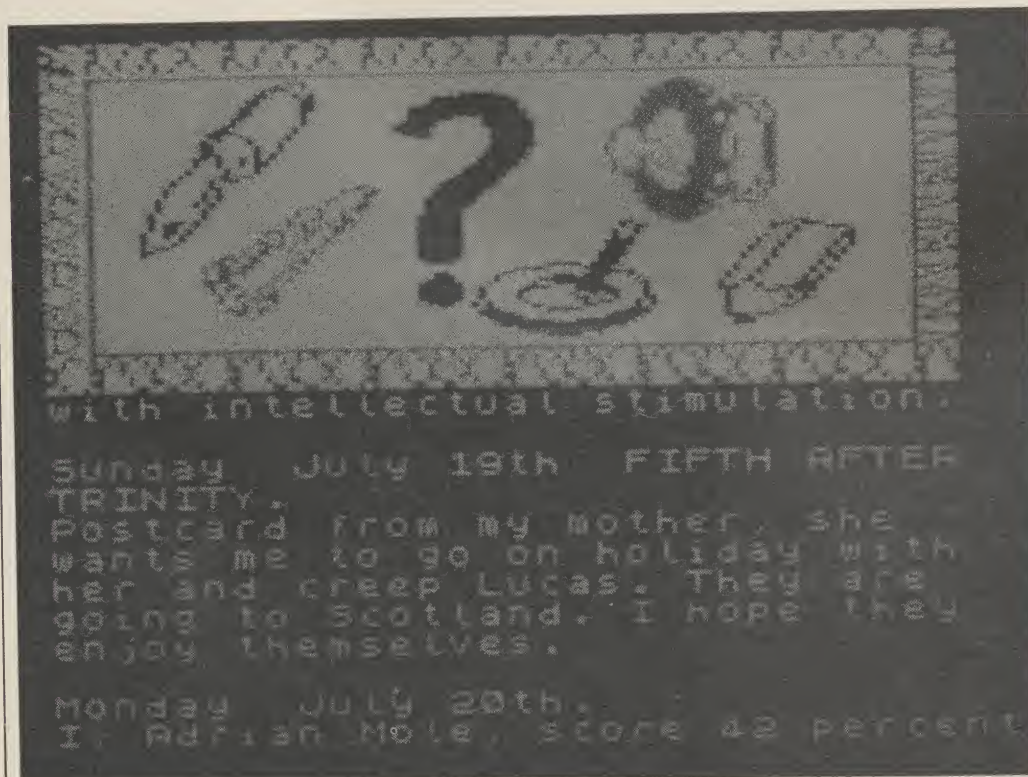 with intellectual stimulation.
Sunday July 19th FIFTH AFTER
TRINITY.
Postcard from my mother, she
wants me to go on holiday with
her and creep Lucas. They are
going to Scotland. I hope they
enjoy themselves.
Monday July 20th.
I, Adrian Mole, score 42 percent